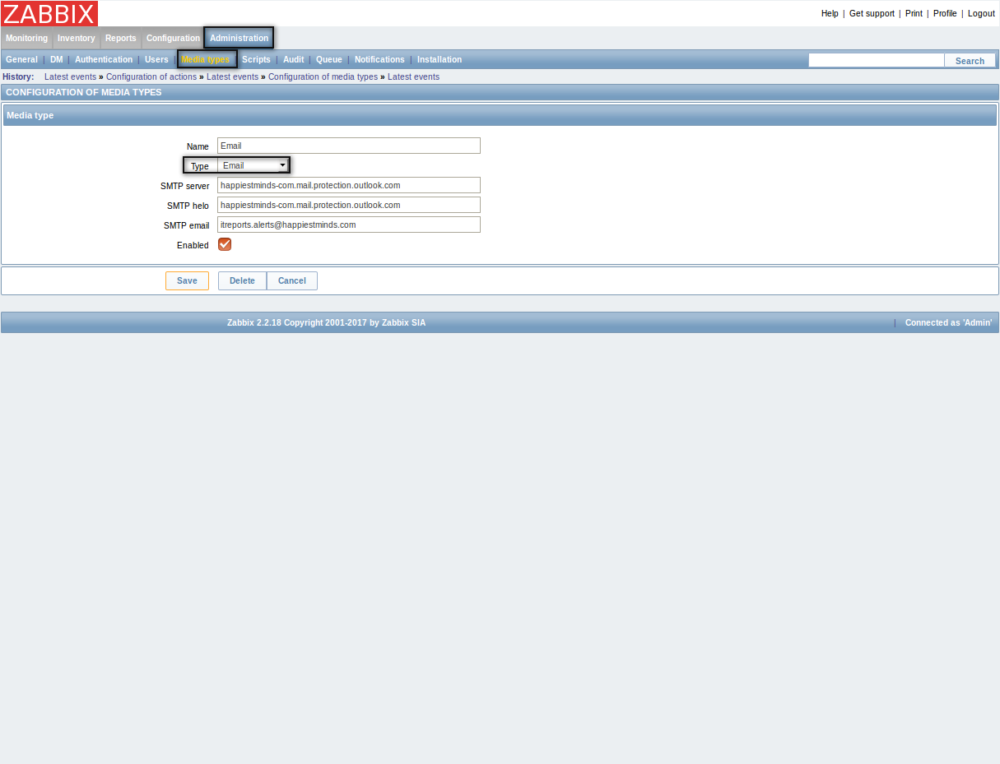 ZABBIX
Help | Get support | Print | Profile | Logout
Monitoring Inventory Reports Configuration Administration
General | DM | Authentication | Users | Media types | Scripts | Audit | Queue | Notifications | Installation Search
History: Latest events » Configuration of actions » Latest events » Configuration of media types » Latest events
CONFIGURATION OF MEDIA TYPES
Media type
Name Email
Type Email
SMTP server happiestminds-com.mail.protection.outlook.com
SMTP helo happiestminds-com.mail.protection.outlook.com
SMTP email itreports.alerts@happiestminds.com
Enabled
Save Delete Cancel
Zabbix 2.2.18 Copyright 2001-2017 by Zabbix SIA | Connected as 'Admin'